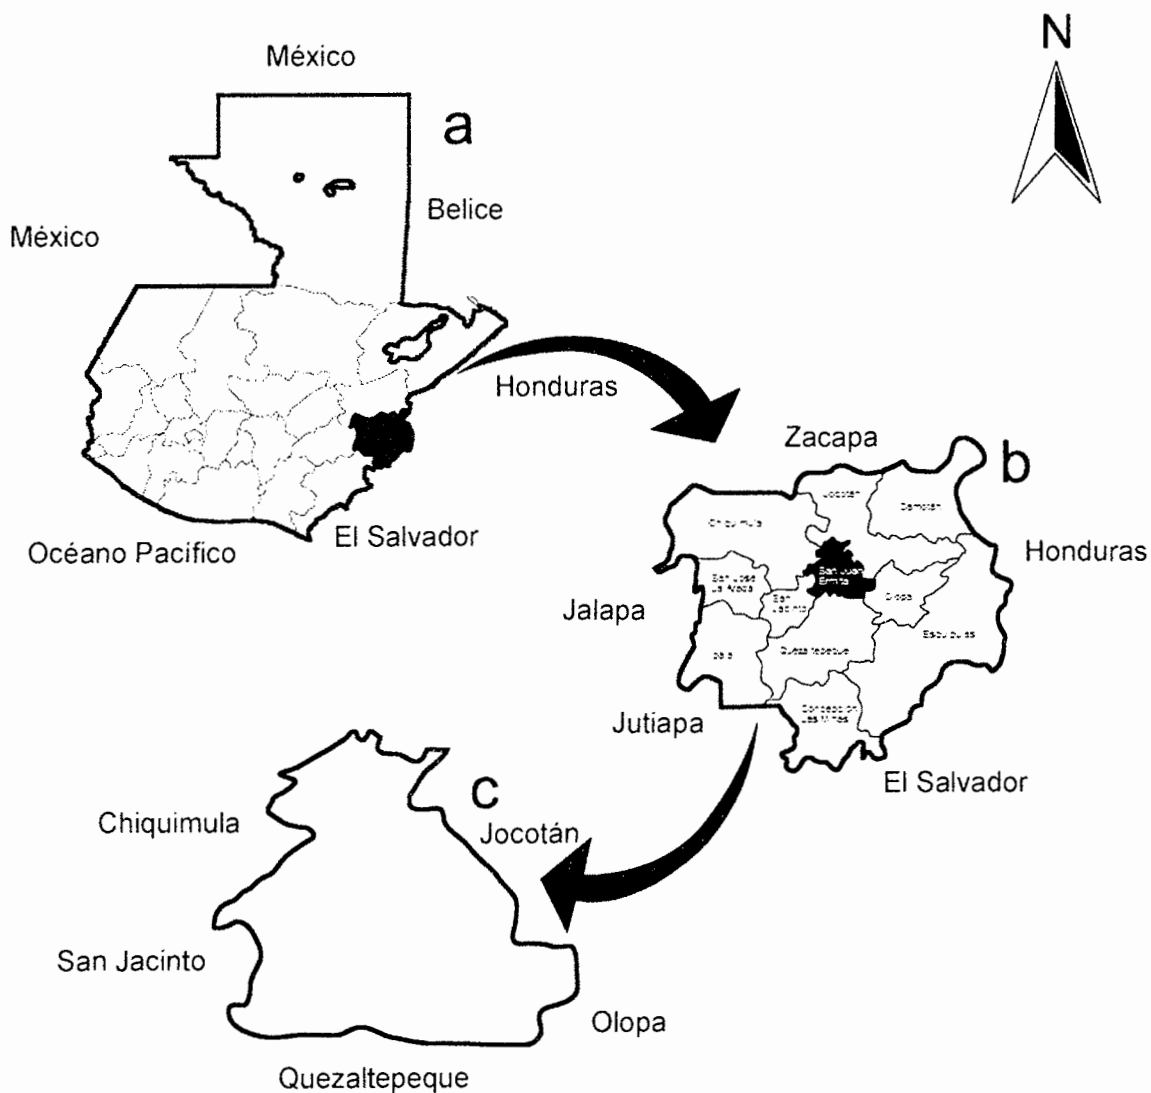 N
México
a
Belice
México
Honduras
El Salvador
Océano Pacífico
Zacapa
b
Jocotán
Camotán
Chiquimula
Honduras
San Juan
Ermita
San José
La Arada
San
Jacinto
Olopa
Jalapa
Esquipulas
Quezaltepeque
Ipala
Concepción
Las Minas
Jutiapa
El Salvador
c
Chiquimula
Jocotán
San Jacinto
Olopa
Quezaltepeque